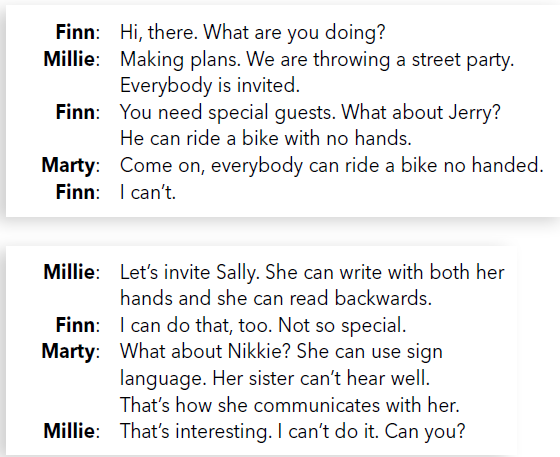 Finn: Hi, there. What are you doing?
Millie: Making plans. We are throwing a street party.
Everybody is invited.
Finn: You need special guests. What about Jerry?
He can ride a bike with no hands.
Marty: Come on, everybody can ride a bike no handed.
Finn: I can’t.
Millie: Let’s invite Sally. She can write with both her
hands and she can read backwards.
Finn: I can do that, too. Not so special.
Marty: What about Nikkie? She can use sign
language. Her sister can’t hear well.
That’s how she communicates with her.
Millie: That’s interesting. I can’t do it. Can you?